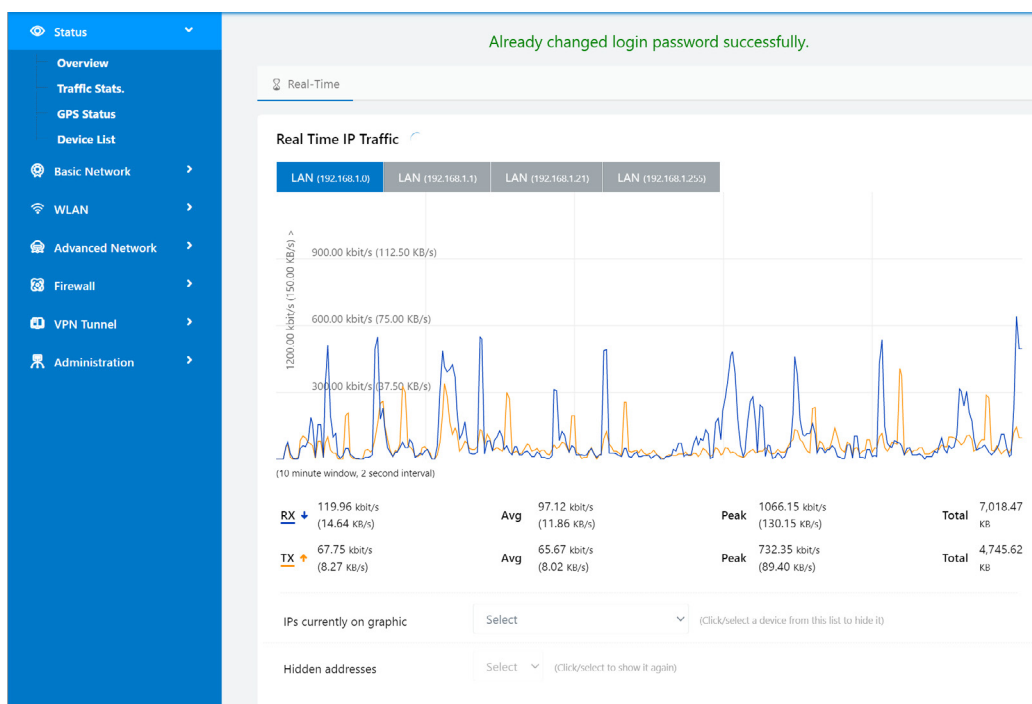 Status
Overview
Traffic Stats.
GPS Status
Device List
Basic Network
WLAN
Advanced Network
Firewall
VPN Tunnel
Administration
Already changed login password successfully.
Real-Time
Real Time IP Traffic
LAN (192.168.1.0) LAN (192.168.1.1) LAN (192.168.1.21) LAN (192.168.1.255)
1200.00 kbit/s (150.00 KB/s) >
900.00 kbit/s (112.50 KB/s)
600.00 kbit/s (75.00 KB/s)
300.00 kbit/s (37.50 KB/s)
(10 minute window, 2 second interval)
RX 119.96 kbit/s Avg 97.12 kbit/s Peak 1066.15 kbit/s Total 7,018.47
(14.64 KB/s) (11.86 KB/s) (130.15 KB/s) KB
TX 67.75 kbit/s Avg 65.67 kbit/s Peak 732.35 kbit/s Total 4,745.62
(8.27 KB/s) (8.02 KB/s) (89.40 KB/s) KB
IPs currently on graphic Select (Click/select a device from this list to hide it)
Hidden addresses Select (Click/select to show it again)